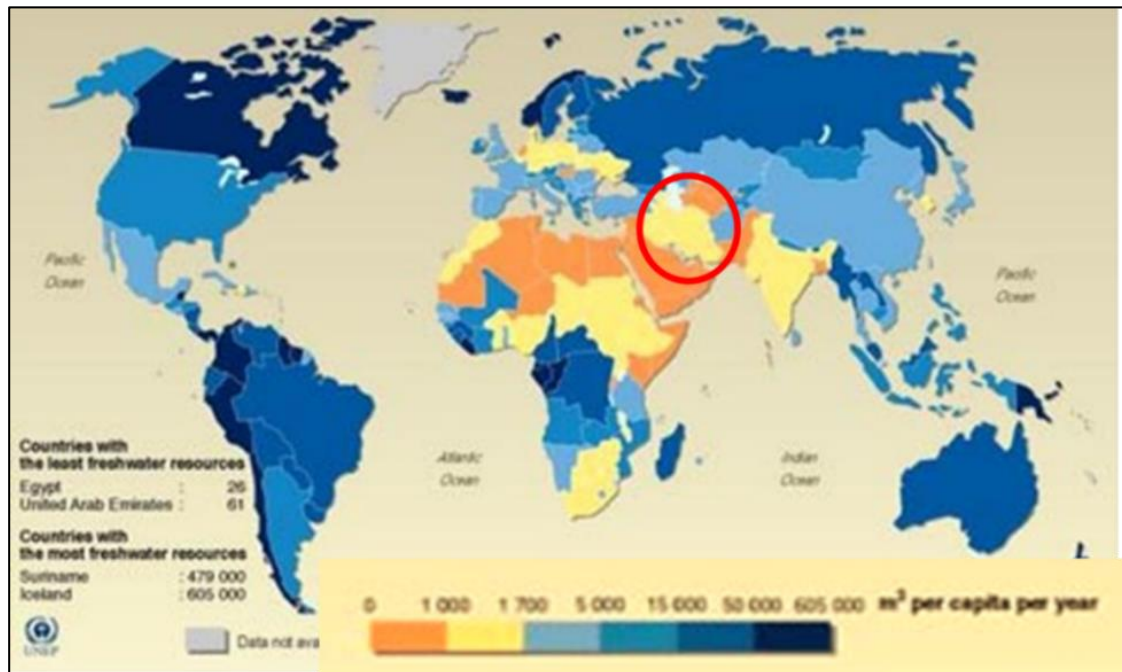 Pacific
Ocean
Pacific
Ocean
Atlantic
Ocean
Indian
Ocean
Countries with
the least freshwater resources
Egypt : 26
United Arab Emirates : 61
Countries with
the most freshwater resources
Suriname : 479 000
Iceland : 605 000
UNEP
Data not ava
0 1 000 1 700 5 000 15 000 50 000 605 000 m³ per capita per year